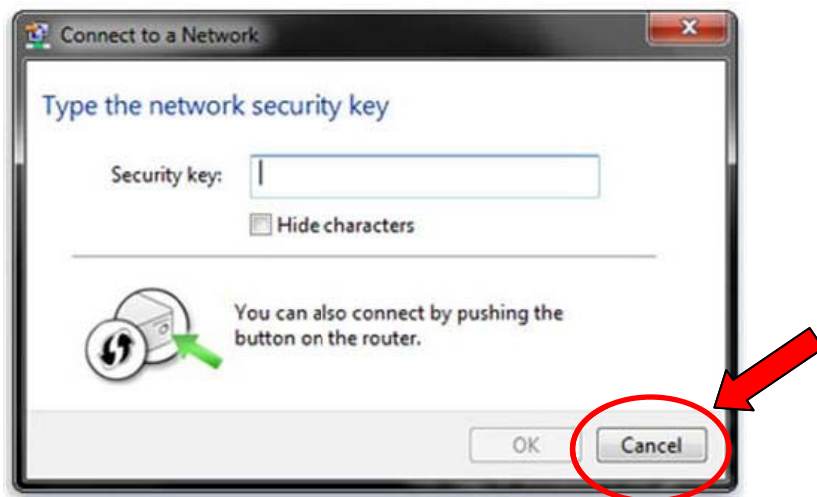 Connect to a Network
Type the network security key
Security key:
Hide characters
You can also connect by pushing the
button on the router.
OK
Cancel